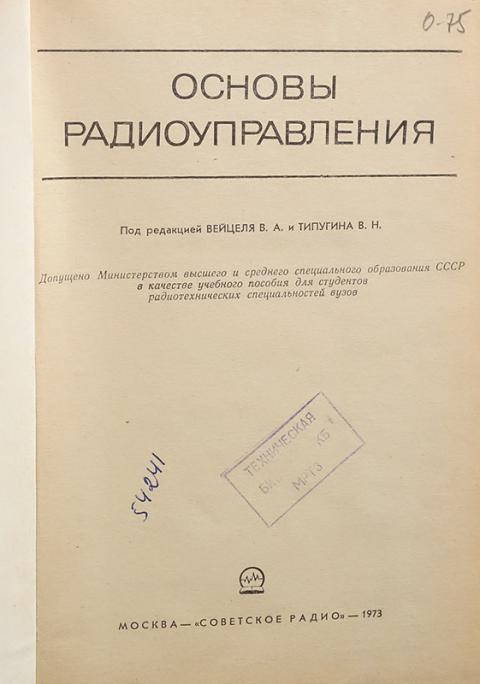 О-75
ОСНОВЫ
РАДИОУПРАВЛЕНИЯ
Под редакцией ВЕЙЦЕЛЯ В. А. и ТИПУГИНА В. Н.
Допущено Министерством высшего и среднего специального образования СССР
в качестве учебного пособия для студентов
радиотехнических специальностей вузов
54241
ТЕХНИЧЕСКАЯ
КБ
МРТЗ
МОСКВА — «СОВЕТСКОЕ РАДИО» — 1973